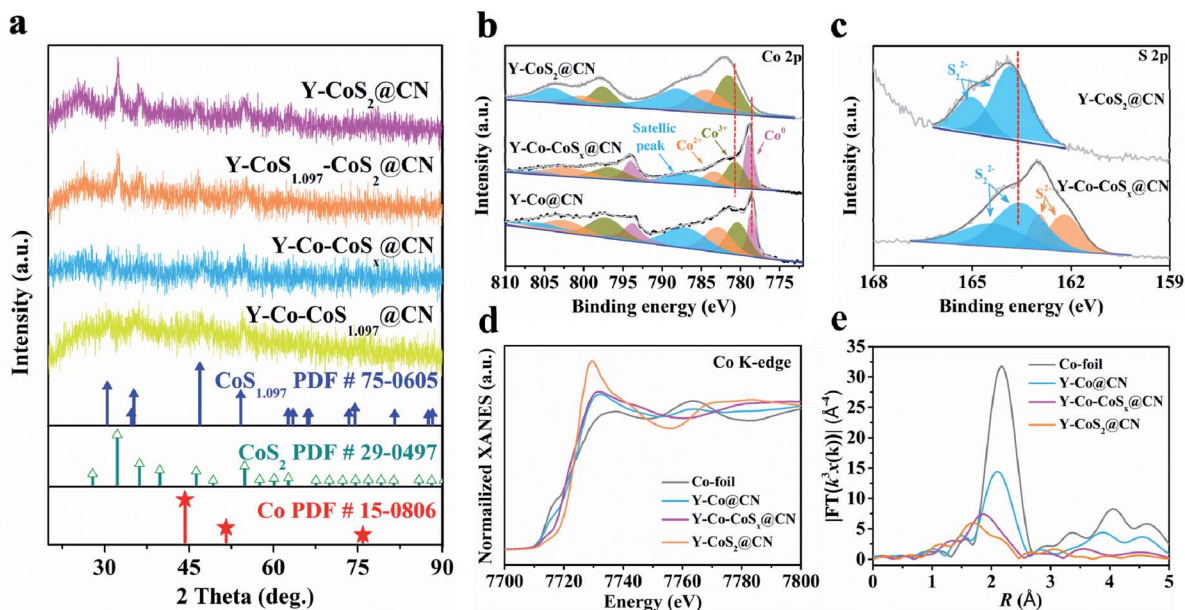 a
Y-CoS₂@CN
Y-CoS₁.₀₉₇-CoS₂@CN
Y-Co-CoSₓ@CN
Y-Co-CoS₁.₀₉₇@CN
CoS₁.₀₉₇ PDF # 75-0605
CoS₂ PDF # 29-0497
Co PDF # 15-0806
Intensity (a.u.)
30 45 60 75 90
2 Theta (deg.)
b
Co 2p
Y-CoS₂@CN
Satellic
peak
Co²⁺
Co³⁺
Co⁰
Y-Co-CoSₓ@CN
Y-Co@CN
Intensity (a.u.)
810 805 800 795 790 785 780 775
Binding energy (eV)
c
S 2p
S₂²⁻
Y-CoS₂@CN
S₂²⁻
S²⁻
Y-Co-CoSₓ@CN
Intensity (a.u.)
168 165 162 159
Binding energy (eV)
d
Co K-edge
Co-foil
Y-Co@CN
Y-Co-CoSₓ@CN
Y-CoS₂@CN
Normailized XANES (a.u.)
7700 7720 7740 7760 7780 7800
Energy (eV)
e
35
30
25
20
15
10
5
0
Co-foil
Y-Co@CN
Y-Co-CoSₓ@CN
Y-CoS₂@CN
|FT(k³x(k))| (Å⁻⁴)
0 1 2 3 4 5
R (Å)